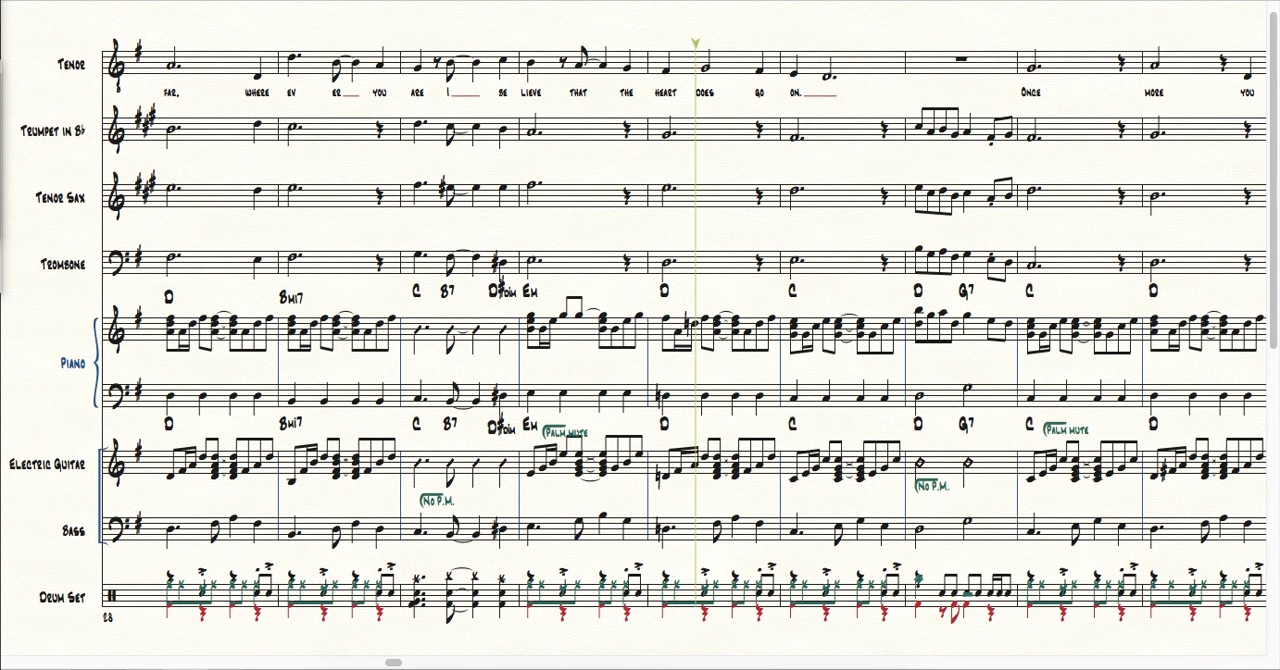 Tenor
Far, where ev er you are I be lieve that the heart does go on. Once more you
Trumpet in B♭
Tenor Sax
Trombone
D Bmi7 C B7 D♯dim Em D C D G7 C D
Piano
D Bmi7 C B7 D♯dim Em D C D G7 C D
(Palm mute (Palm mute
Electric Guitar
(No P.M. (No P.M.
Bass
Drum Set
28